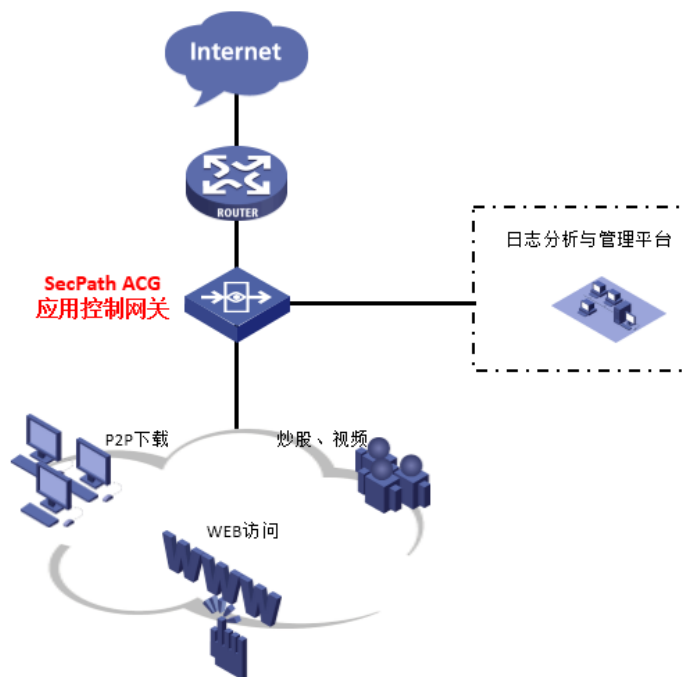 Internet
ROUTER
日志分析与管理平台
SecPath ACG
应用控制网关
P2P下载
炒股、视频
WEB访问
WWW